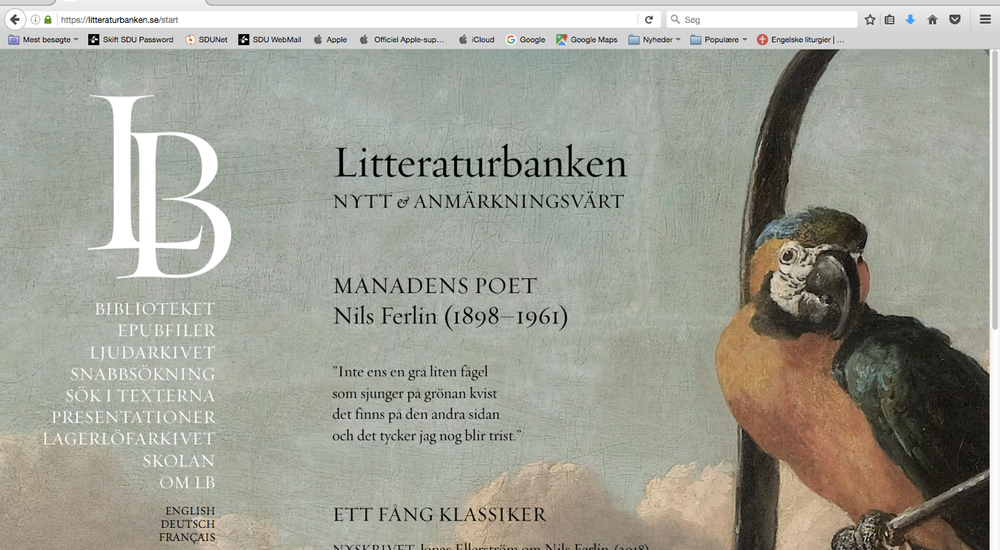 https://litteraturbanken.se/start
Søg
Mest besøgte
Skift SDU Password
SDUNet
SDU WebMail
Apple
Officiel Apple-sup...
iCloud
Google
Google Maps
Nyheder
Populære
Engelske liturgier | ...
LB
BIBLIOTEKET
EPUBFILER
LJUDARKIVET
SNABBSÖKNING
SÖK I TEXTERNA
PRESENTATIONER
LAGERLÖFARKIVET
SKOLAN
OM LB
ENGLISH
DEUTSCH
FRANÇAIS
Litteraturbanken
NYTT & ANMÄRKNINGSVÄRT
MÅNADENS POET
Nils Ferlin (1898–1961)
”Inte ens en grå liten fågel
som sjunger på grönan kvist
det finns på den andra sidan
och det tycker jag nog blir trist.”
ETT FÅNG KLASSIKER
NYSKRIVET Jonas Ellerström om Nils Ferlin (2018)